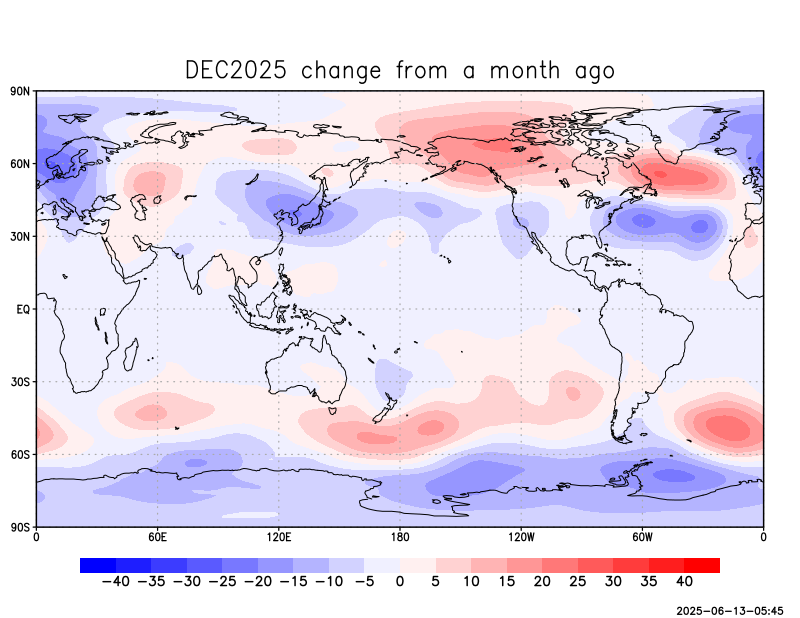 DEC2025 change from a month ago
90N
60N
30N
EQ
30S
60S
90S
0 60E 120E 180 120W 60W 0
−40 −35 −30 −25 −20 −15 −10 −5 0 5 10 15 20 25 30 35 40
2025-06-13-05:45